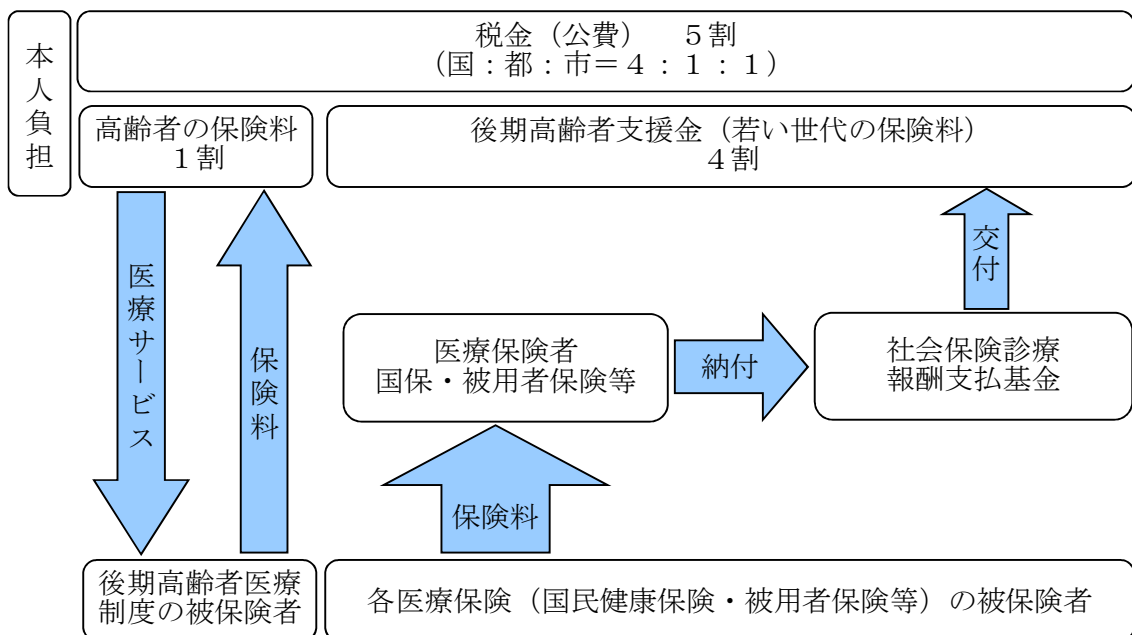 本人負担
税金（公費）　５割
（国：都：市＝４：１：１）
高齢者の保険料
１割
後期高齢者支援金（若い世代の保険料）
４割
医療サービス
保険料
交付
医療保険者
国保・被用者保険等
納付
社会保険診療
報酬支払基金
保険料
後期高齢者医療
制度の被保険者
各医療保険（国民健康保険・被用者保険等）の被保険者